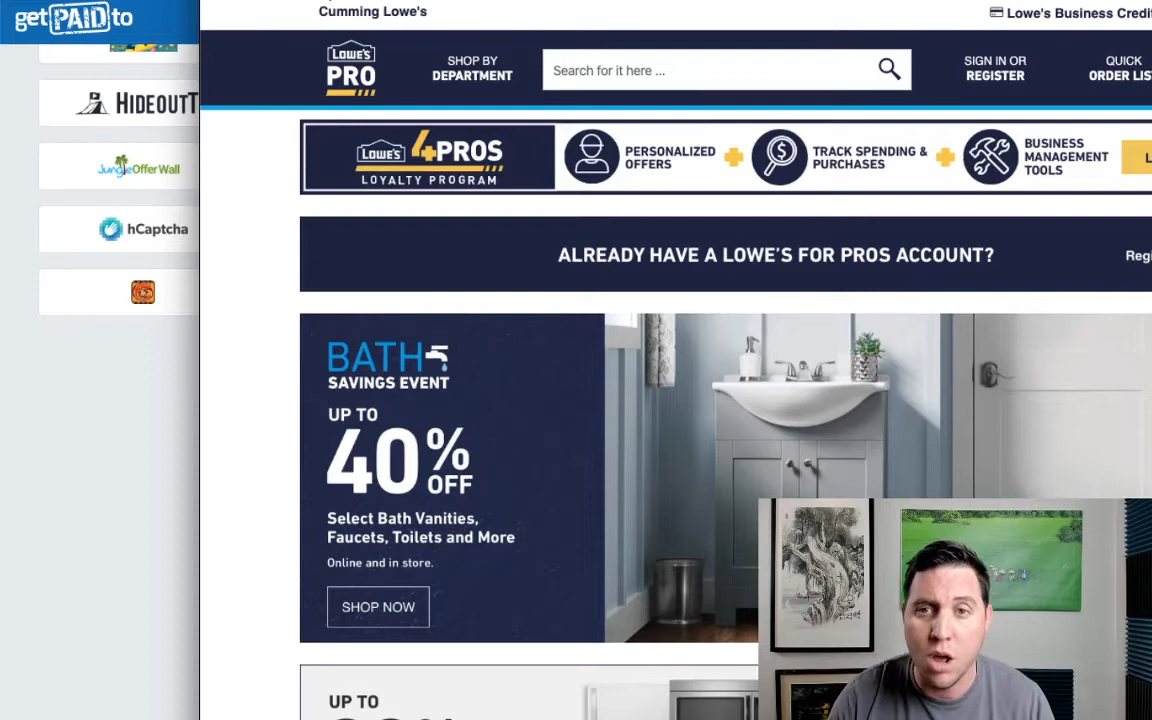 getPAIDto
HIDEOUTT
JungleOfferWall
hCaptcha
Cumming Lowe's
Lowe's Business Credit
LOWE'S
PRO
SHOP BY
DEPARTMENT
Search for it here ...
SIGN IN OR
REGISTER
QUICK
ORDER LIS
LOWE'S 4PROS
LOYALTY PROGRAM
PERSONALIZED
OFFERS
TRACK SPENDING &
PURCHASES
BUSINESS
MANAGEMENT
TOOLS
L
ALREADY HAVE A LOWE'S FOR PROS ACCOUNT?
Regi
BATH
SAVINGS EVENT
UP TO
40% OFF
Select Bath Vanities,
Faucets, Toilets and More
Online and in store.
SHOP NOW
UP TO